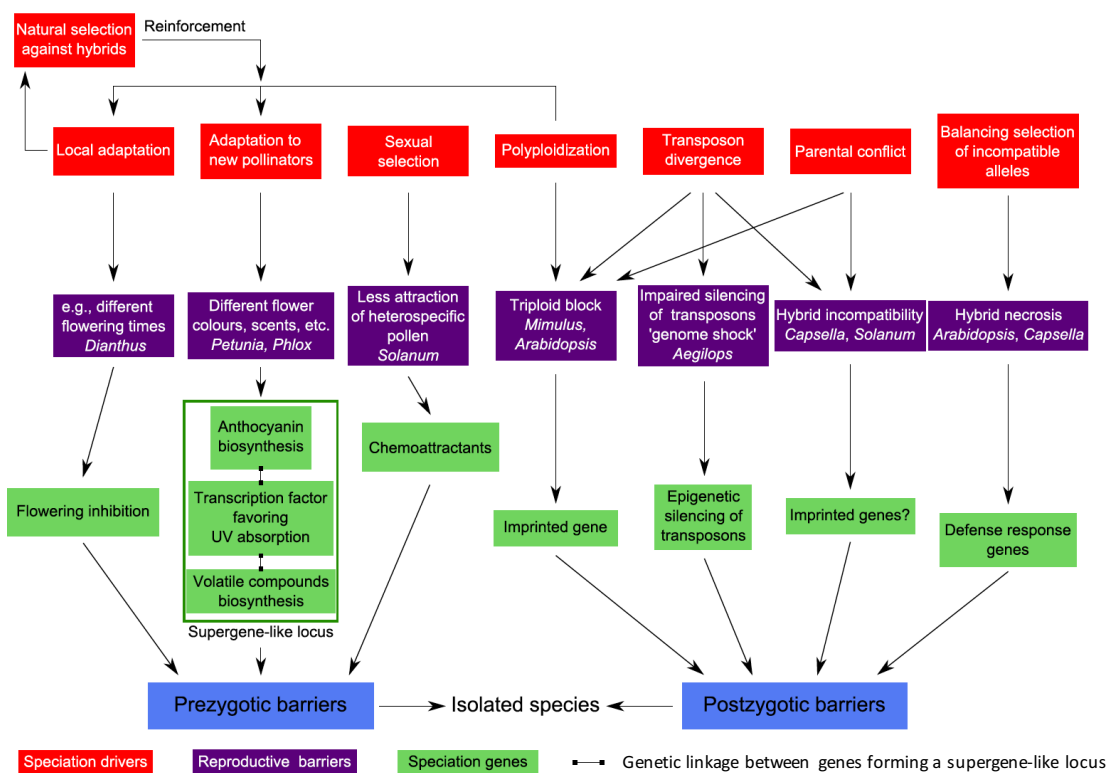 Natural selection
against hybrids
Reinforcement
Local adaptation
Adaptation to
new pollinators
Sexual
selection
Polyploidization
Transposon
divergence
Parental conflict
Balancing selection
of incompatible
alleles
e.g., different
flowering times
Dianthus
Different flower
colours, scents, etc.
Petunia, Phlox
Less attraction
of heterospecific
pollen
Solanum
Triploid block
Mimulus,
Arabidopsis
Impaired silencing
of transposons
'genome shock'
Aegilops
Hybrid incompatibility
Capsella, Solanum
Hybrid necrosis
Arabidopsis, Capsella
Flowering inhibition
Anthocyanin
biosynthesis
Transcription factor
favoring
UV absorption
Volatile compounds
biosynthesis
Supergene-like locus
Chemoattractants
Imprinted gene
Epigenetic
silencing of
transposons
Imprinted genes?
Defense response
genes
Prezygotic barriers
Isolated species
Postzygotic barriers
Speciation drivers
Reproductive barriers
Speciation genes
Genetic linkage between genes forming a supergene-like locus